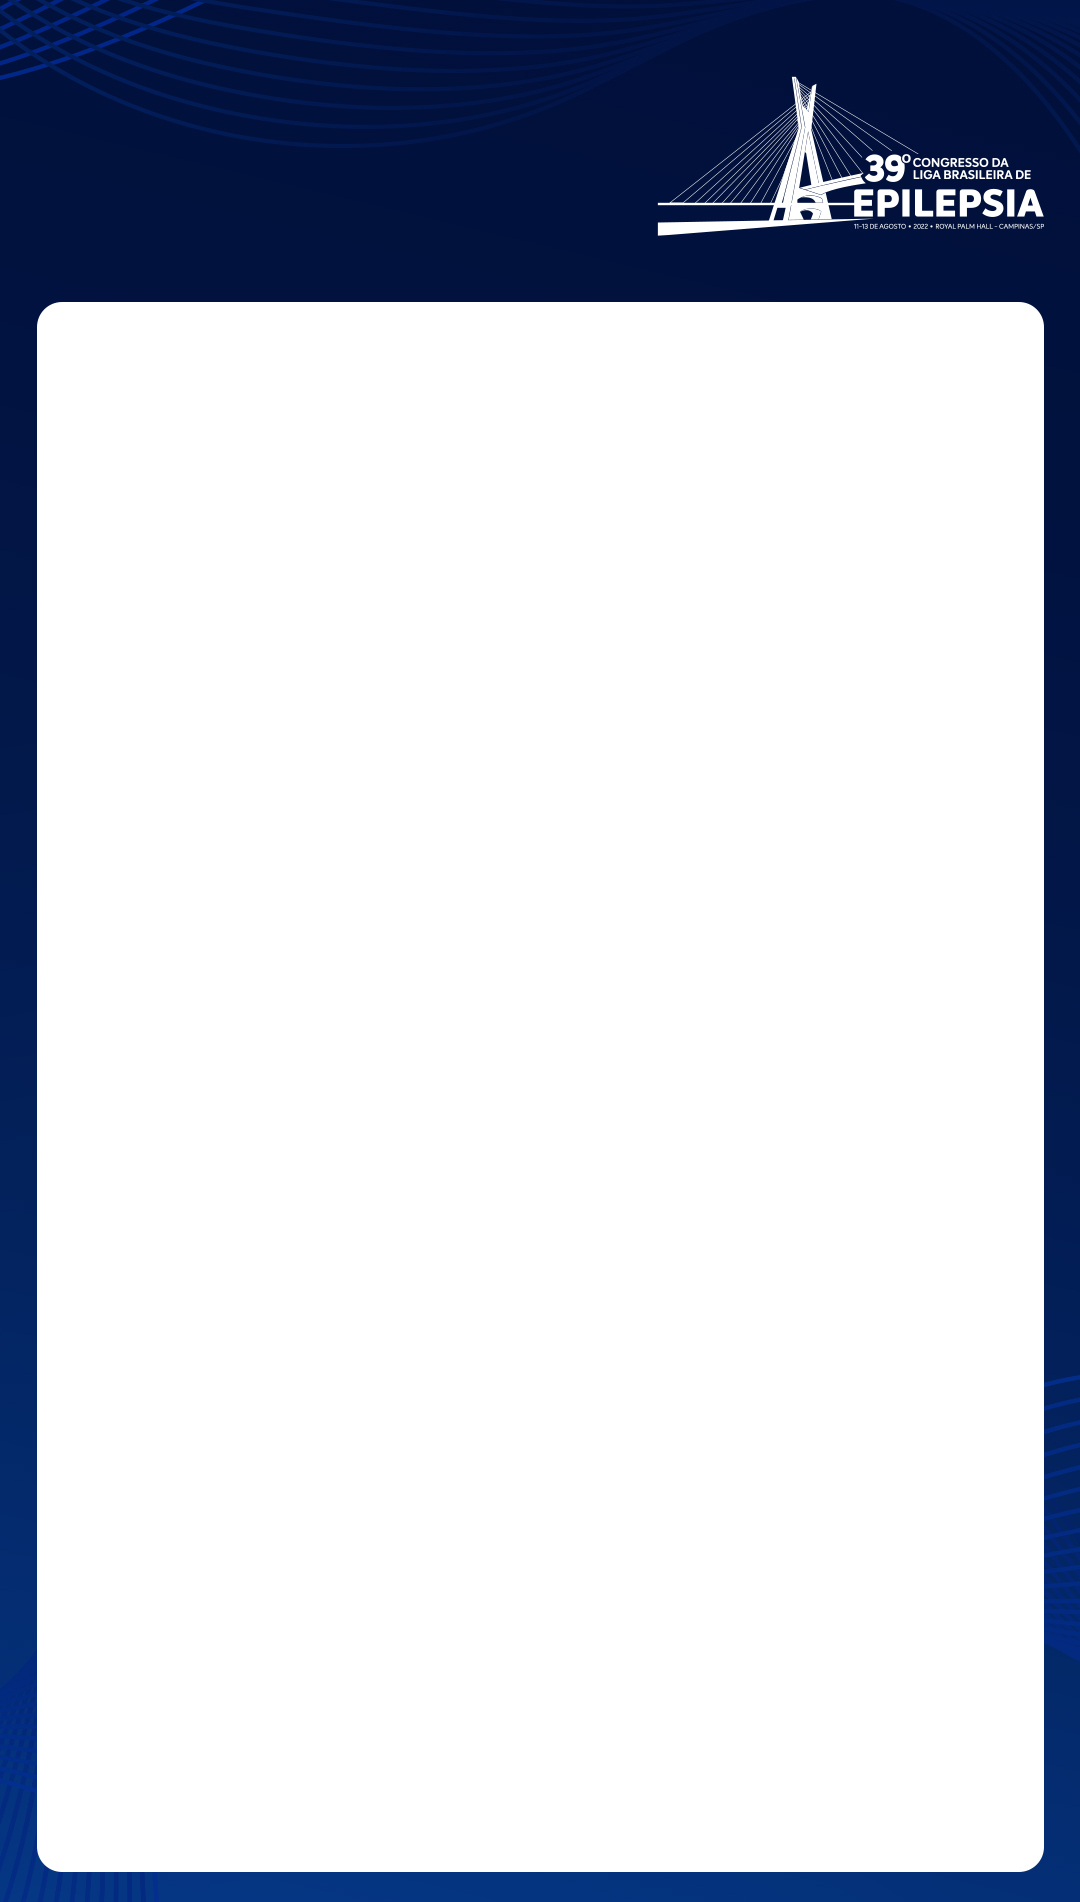 39º CONGRESSO DA
LIGA BRASILEIRA DE
EPILEPSIA
11-13 DE AGOSTO • 2022 • ROYAL PALM HALL - CAMPINAS/SP